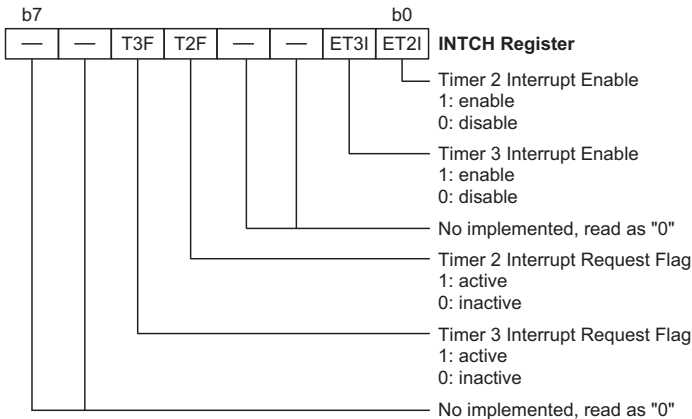 b7 b0
— — T3F T2F — — ET3I ET2I INTCH Register
Timer 2 Interrupt Enable
1: enable
0: disable
Timer 3 Interrupt Enable
1: enable
0: disable
No implemented, read as "0"
Timer 2 Interrupt Request Flag
1: active
0: inactive
Timer 3 Interrupt Request Flag
1: active
0: inactive
No implemented, read as "0"